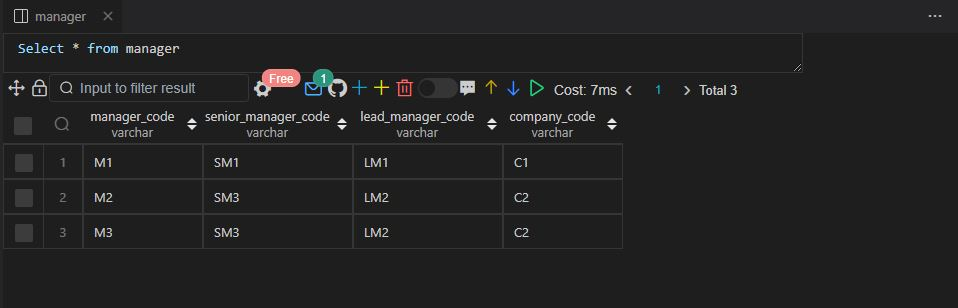 manager
Select * from manager
Input to filter result Free 1 Cost: 7ms 1 Total 3
manager_code senior_manager_code lead_manager_code company_code
varchar varchar varchar varchar
1 M1 SM1 LM1 C1
2 M2 SM3 LM2 C2
3 M3 SM3 LM2 C2